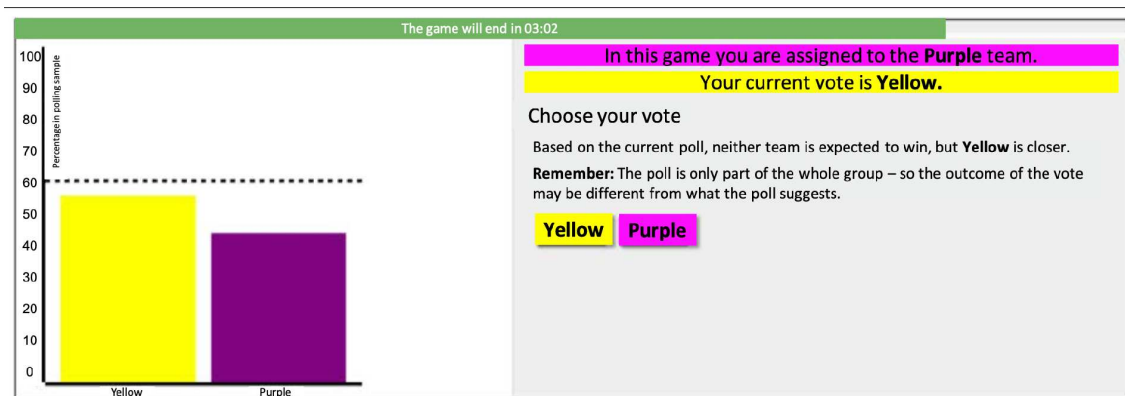 The game will end in 03:02
100
90
80
70
60
50
40
30
20
10
0
Percentage in polling sample
Yellow
Purple
In this game you are assigned to the Purple team.
Your current vote is Yellow.
Choose your vote
Based on the current poll, neither team is expected to win, but Yellow is closer.
Remember: The poll is only part of the whole group – so the outcome of the vote
may be different from what the poll suggests.
Yellow
Purple